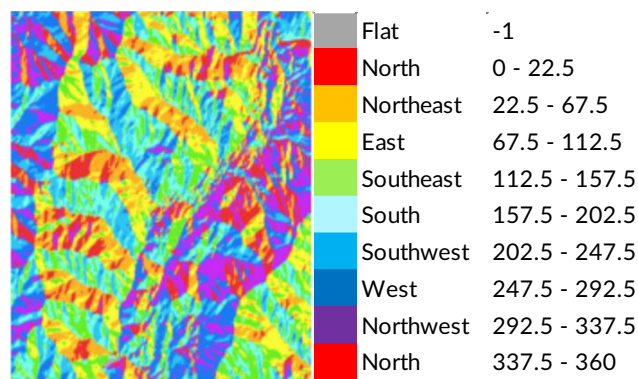 Flat -1
North 0 - 22.5
Northeast 22.5 - 67.5
East 67.5 - 112.5
Southeast 112.5 - 157.5
South 157.5 - 202.5
Southwest 202.5 - 247.5
West 247.5 - 292.5
Northwest 292.5 - 337.5
North 337.5 - 360